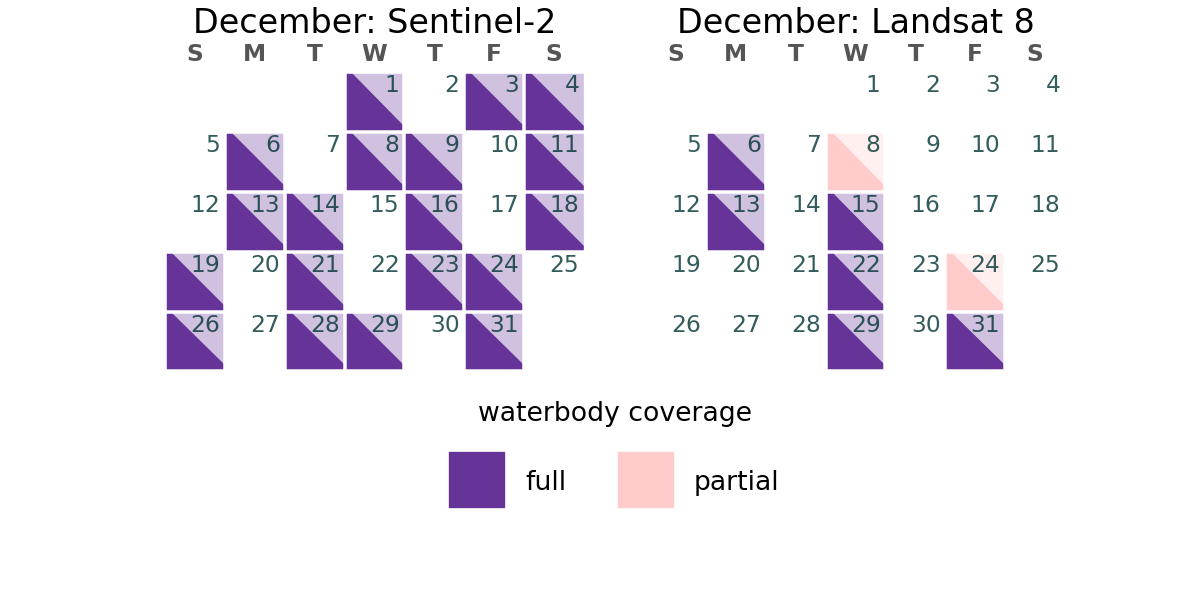 December: Sentinel-2
S M T W T F S
1 2 3 4
5 6 7 8 9 10 11
12 13 14 15 16 17 18
19 20 21 22 23 24 25
26 27 28 29 30 31
December: Landsat 8
S M T W T F S
1 2 3 4
5 6 7 8 9 10 11
12 13 14 15 16 17 18
19 20 21 22 23 24 25
26 27 28 29 30 31
waterbody coverage
full partial